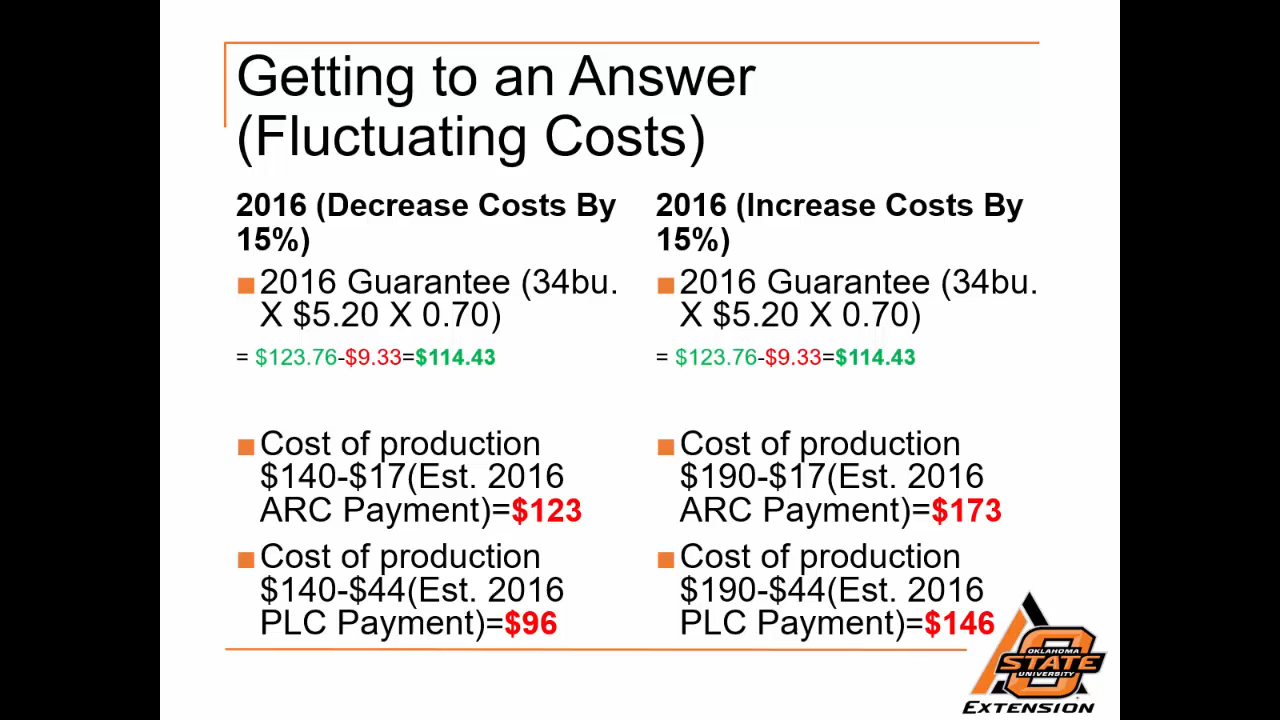 Getting to an Answer
(Fluctuating Costs)
2016 (Decrease Costs By
15%)
■2016 Guarantee (34bu.
X $5.20 X 0.70)
= $123.76-$9.33=$114.43
■Cost of production
$140-$17(Est. 2016
ARC Payment)=$123
■Cost of production
$140-$44(Est. 2016
PLC Payment)=$96
2016 (Increase Costs By
15%)
■2016 Guarantee (34bu.
X $5.20 X 0.70)
= $123.76-$9.33=$114.43
■Cost of production
$190-$17(Est. 2016
ARC Payment)=$173
■Cost of production
$190-$44(Est. 2016
PLC Payment)=$146
OKLAHOMA
STATE
UNIVERSITY
EXTENSION